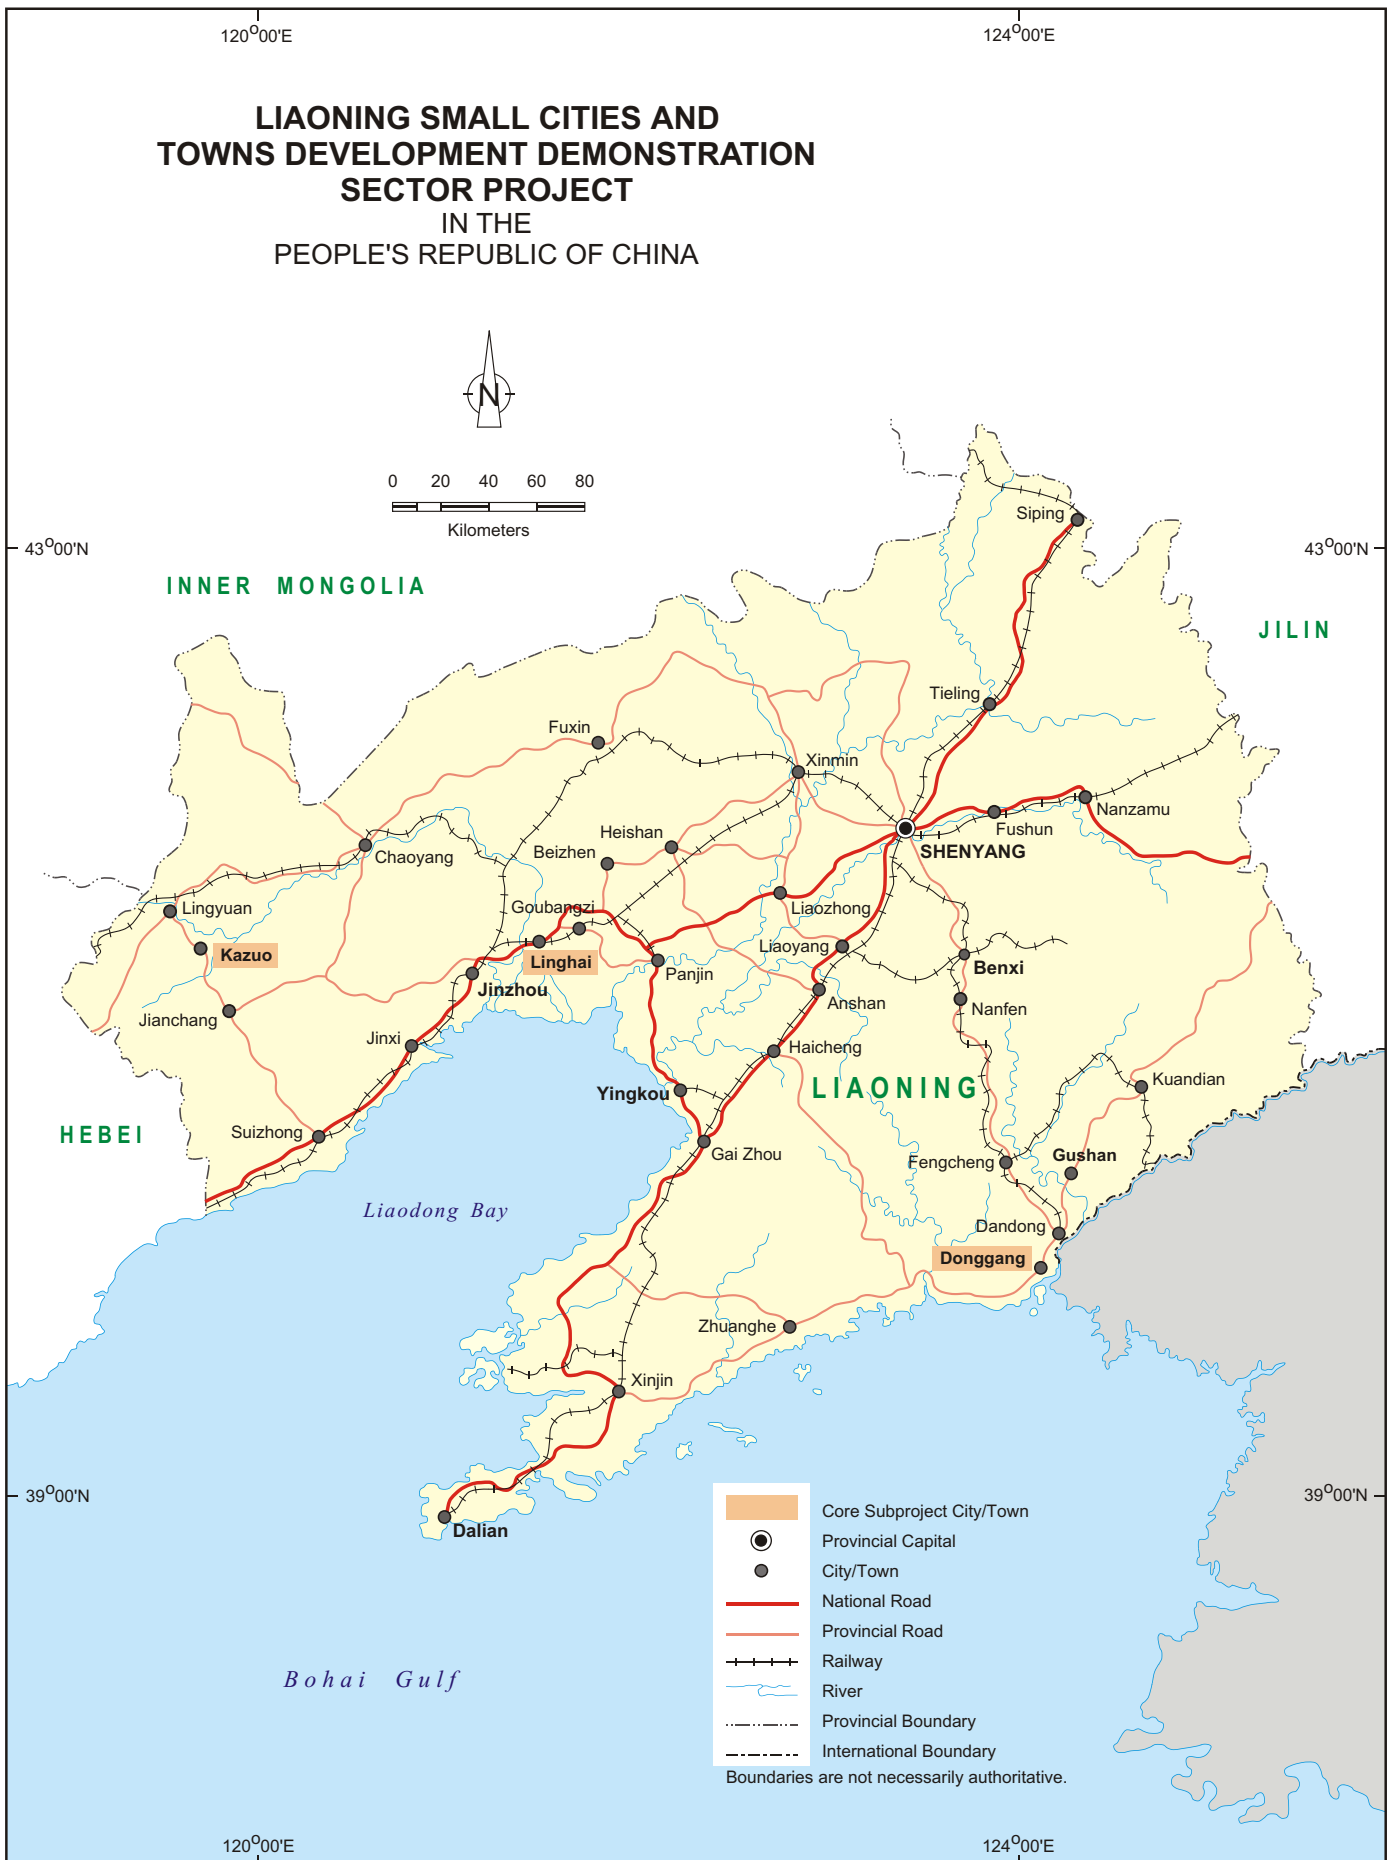 120°00'E
124°00'E
LIAONING SMALL CITIES AND
TOWNS DEVELOPMENT DEMONSTRATION
SECTOR PROJECT
IN THE
PEOPLE'S REPUBLIC OF CHINA
N
0 20 40 60 80
Kilometers
Siping
43°00'N
43°00'N
INNER MONGOLIA
JILIN
Tieling
Fuxin
Xinmin
Nanzamu
Fushun
Heishan
SHENYANG
Beizhen
Chaoyang
Lingyuan
Goubangzi
Liaozhong
Liaoyang
Kazuo
Linghai
Benxi
Panjin
Jinzhou
Anshan
Nanfen
Jianchang
Jinxi
Haicheng
Kuandian
LIAONING
Yingkou
HEBEI
Suizhong
Gai Zhou
Gushan
Fengcheng
Liaodong Bay
Dandong
Donggang
Zhuanghe
Xinjin
39°00'N
39°00'N
Dalian
Core Subproject City/Town
Provincial Capital
City/Town
National Road
Provincial Road
Railway
River
Provincial Boundary
International Boundary
Boundaries are not necessarily authoritative.
Bohai Gulf
120°00'E
124°00'E